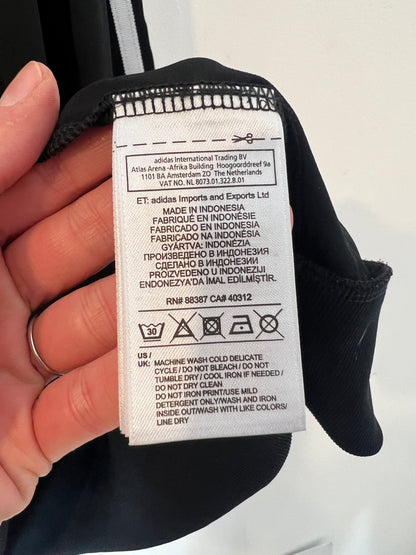 adidas International Trading BV
Atlas Arena -Afrika Building Hoogoorddreef 9a
1101 BA Amsterdam ZO The Netherlands
VAT NO. NL 8073.01.322.B.01
ET: adidas Imports and Exports Ltd
MADE IN INDONESIA
FABRIQUÉ EN INDONÉSIE
FABRICADO EN INDONESIA
FABRICADO NA INDONÉSIA
GYÁRTVA: INDONÉZIA
ПРОИЗВЕДЕНО В ИНДОНЕЗИЯ
СДЕЛАНО В ИНДОНЕЗИИ
PROIZVEDENO U INDONEZIJI
ENDONEZYA'DA İMAL EDİLMİŞTİR.
RN# 88387 CA# 40312
30
US / UK: MACHINE WASH COLD DELICATE
CYCLE / DO NOT BLEACH / DO NOT
TUMBLE DRY / COOL IRON IF NEEDED /
DO NOT DRY CLEAN
DO NOT IRON PRINT/USE MILD
DETERGENT ONLY/WASH AND IRON
INSIDE OUT/WASH WITH LIKE COLORS/
LINE DRY